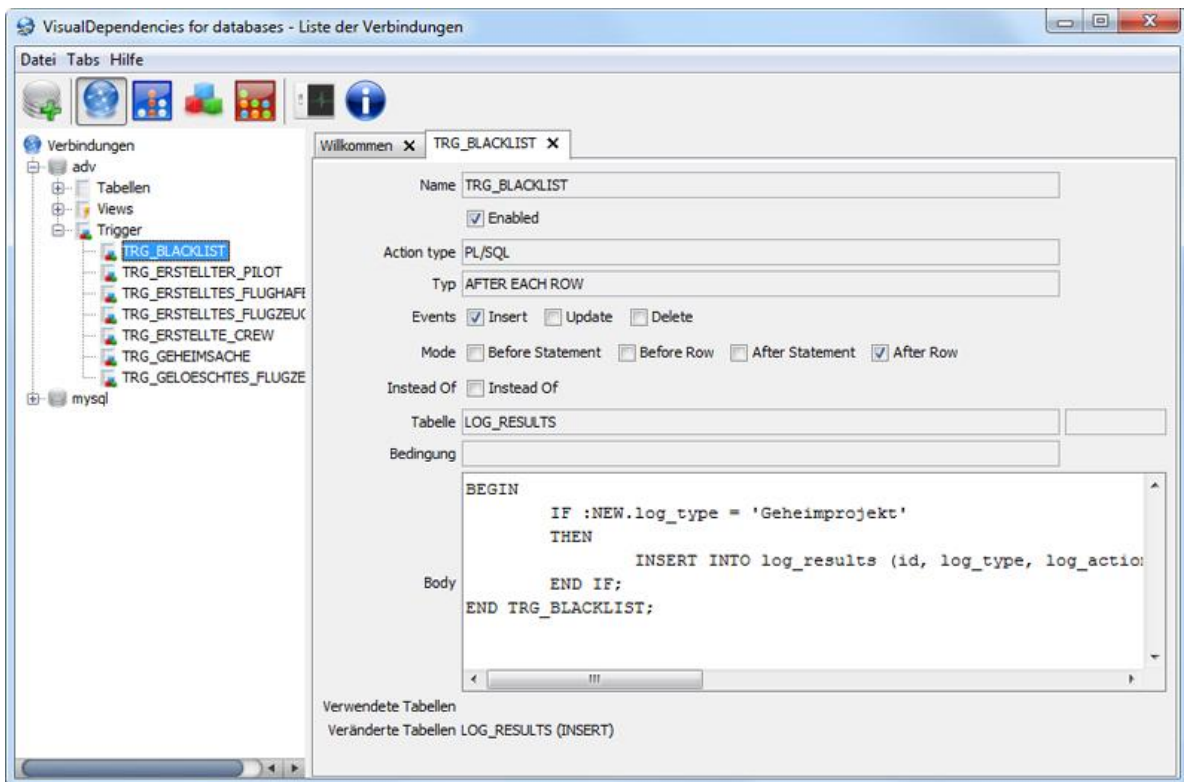 VisualDependencies for databases - Liste der Verbindungen
Datei Tabs Hilfe
Verbindungen
adv
Tabellen
Views
Trigger
TRG_BLACKLIST
TRG_ERSTELLTER_PILOT
TRG_ERSTELLTES_FLUGHAFE
TRG_ERSTELLTES_FLUGZEUG
TRG_ERSTELLTE_CREW
TRG_GEHEIMSACHE
TRG_GELOESCHTES_FLUGZE
mysql
Willkommen TRG_BLACKLIST
Name TRG_BLACKLIST
Enabled
Action type PL/SQL
Typ AFTER EACH ROW
Events Insert Update Delete
Mode Before Statement Before Row After Statement After Row
Instead Of Instead Of
Tabelle LOG_RESULTS
Bedingung
Body
BEGIN
IF :NEW.log_type = 'Geheimprojekt'
THEN
INSERT INTO log_results (id, log_type, log_action
END IF;
END TRG_BLACKLIST;
Verwendete Tabellen
Veränderte Tabellen LOG_RESULTS (INSERT)